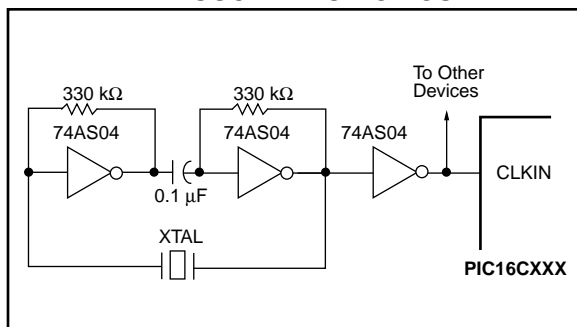 To Other
Devices
330 kΩ
330 kΩ
74AS04
74AS04
74AS04
0.1 µF
CLKIN
XTAL
PIC16CXXX